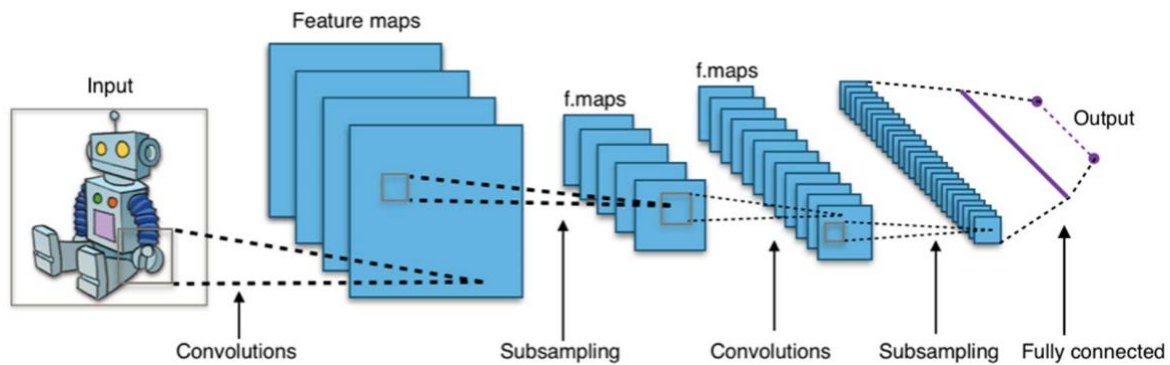 Feature maps
f.maps
Input
f.maps
Output
Convolutions
Subsampling
Convolutions
Subsampling
Fully connected